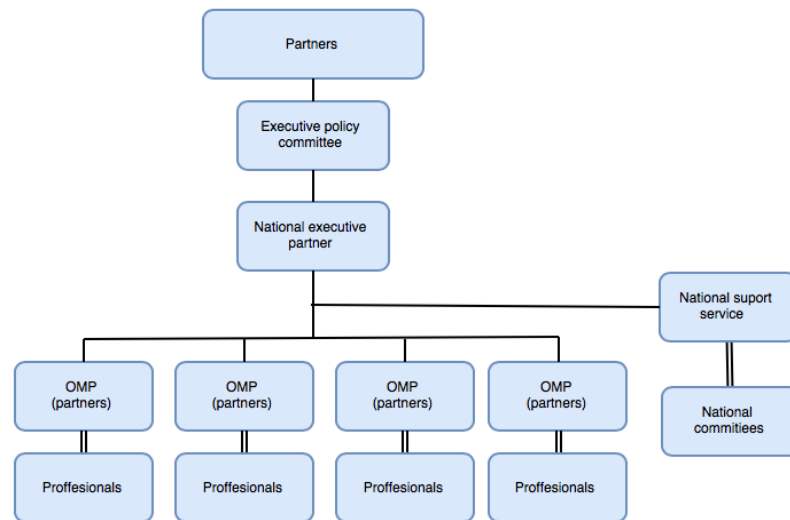 Partners
Executive policy
committee
National executive
partner
National suport
service
OMP
(partners)
OMP
(partners)
OMP
(partners)
OMP
(partners)
National
commitiees
Proffesionals
Proffesionals
Proffesionals
Proffesionals